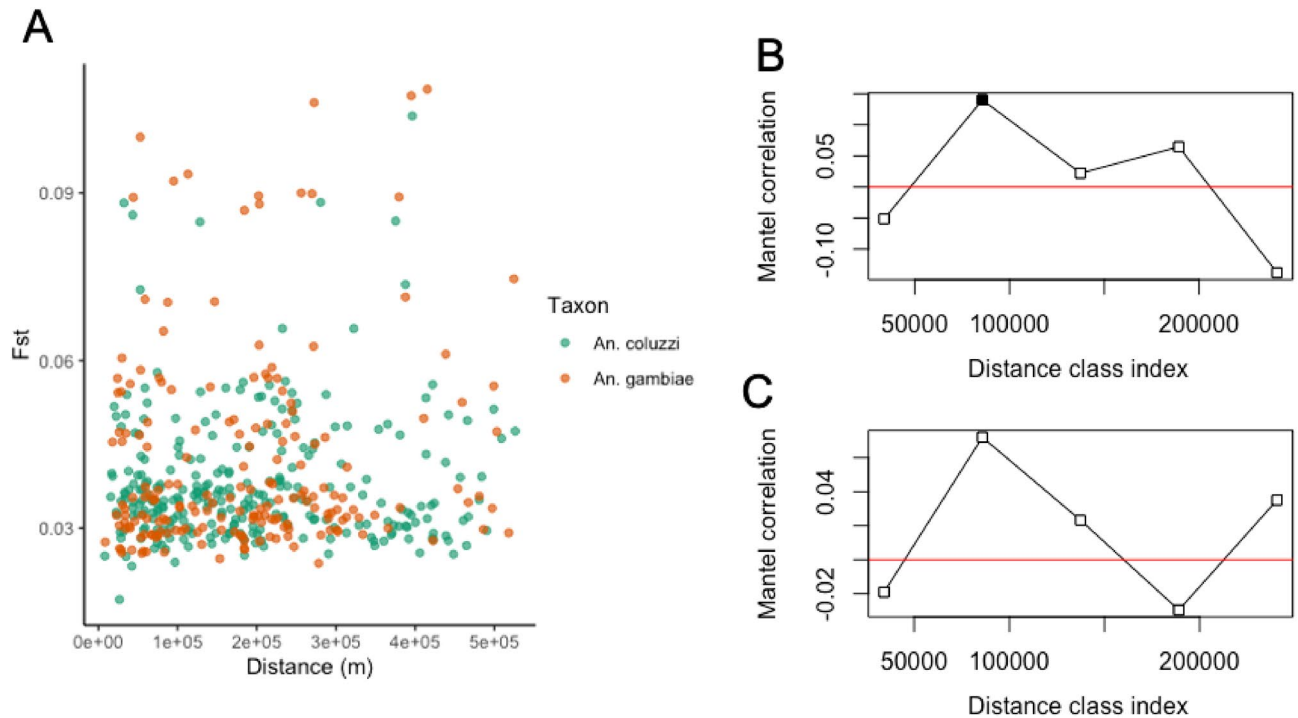 A
0.09
0.06
0.03
Fst
0e+00 1e+05 2e+05 3e+05 4e+05 5e+05
Distance (m)
Taxon
An. coluzzi
An. gambiae
B
Mantel correlation
0.05
-0.10
50000 100000 200000
Distance class index
C
Mantel correlation
0.04
-0.02
50000 100000 200000
Distance class index